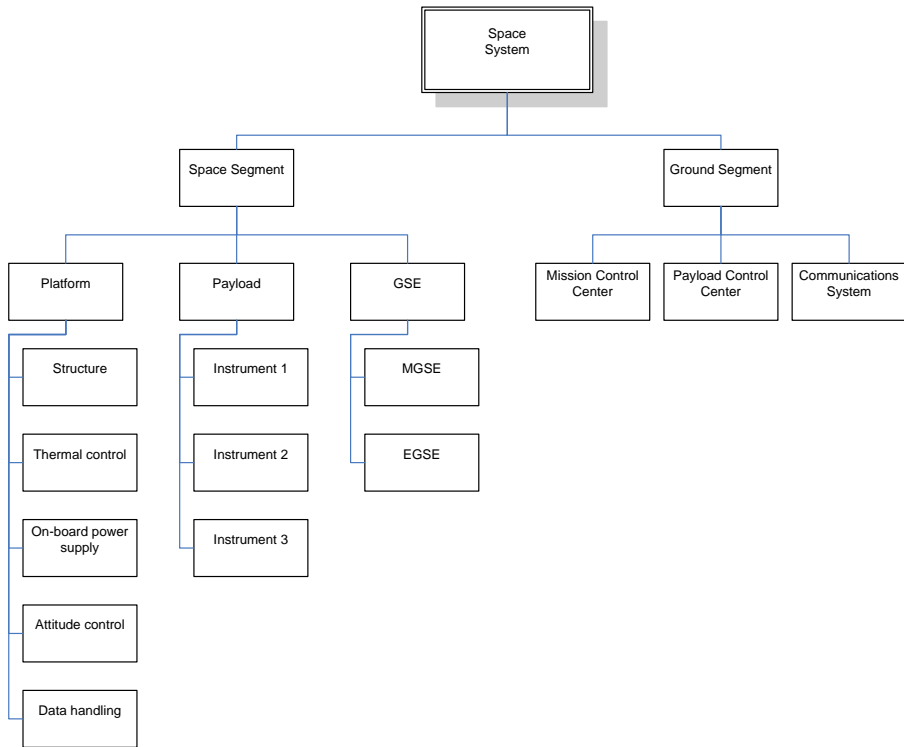 Space
System
Space Segment
Ground Segment
Platform
Payload
GSE
Mission Control
Center
Payload Control
Center
Communications
System
Structure
Instrument 1
MGSE
Thermal control
Instrument 2
EGSE
On-board power
supply
Instrument 3
Attitude control
Data handling